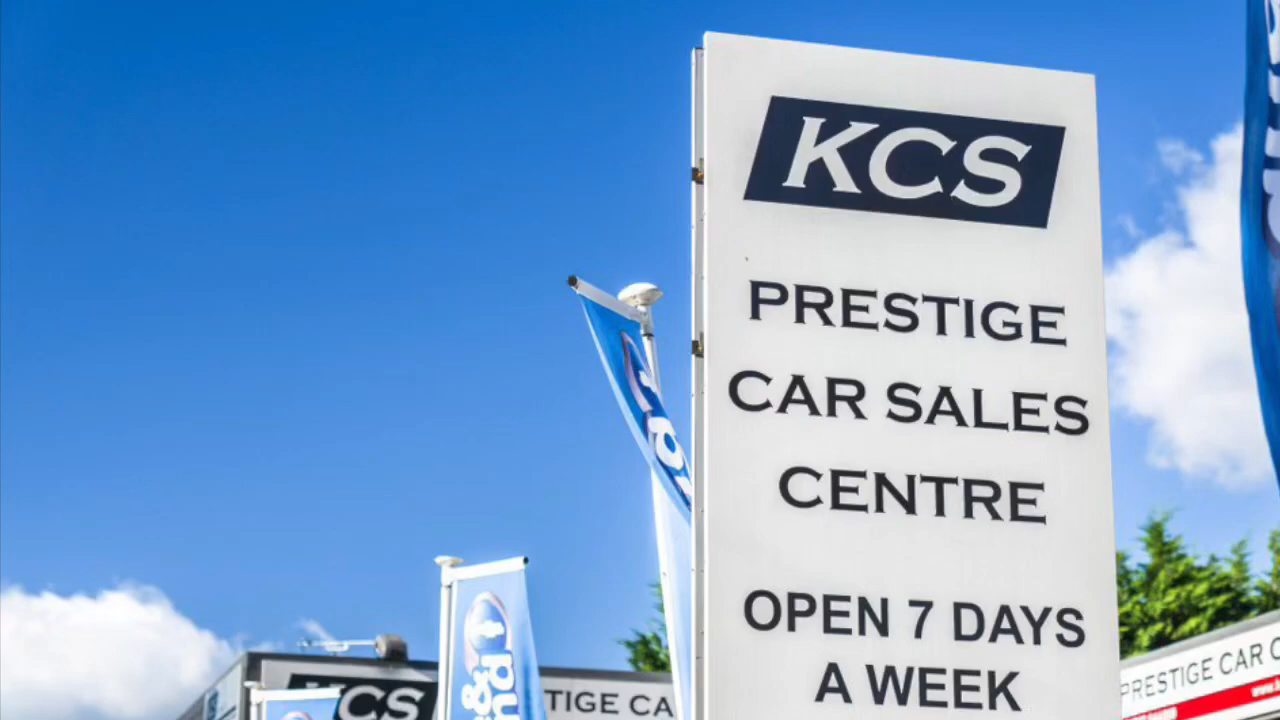 KCS
PRESTIGE
CAR SALES
CENTRE
OPEN 7 DAYS
A WEEK
KCS
TIGE CA
PRESTIGE CAR C